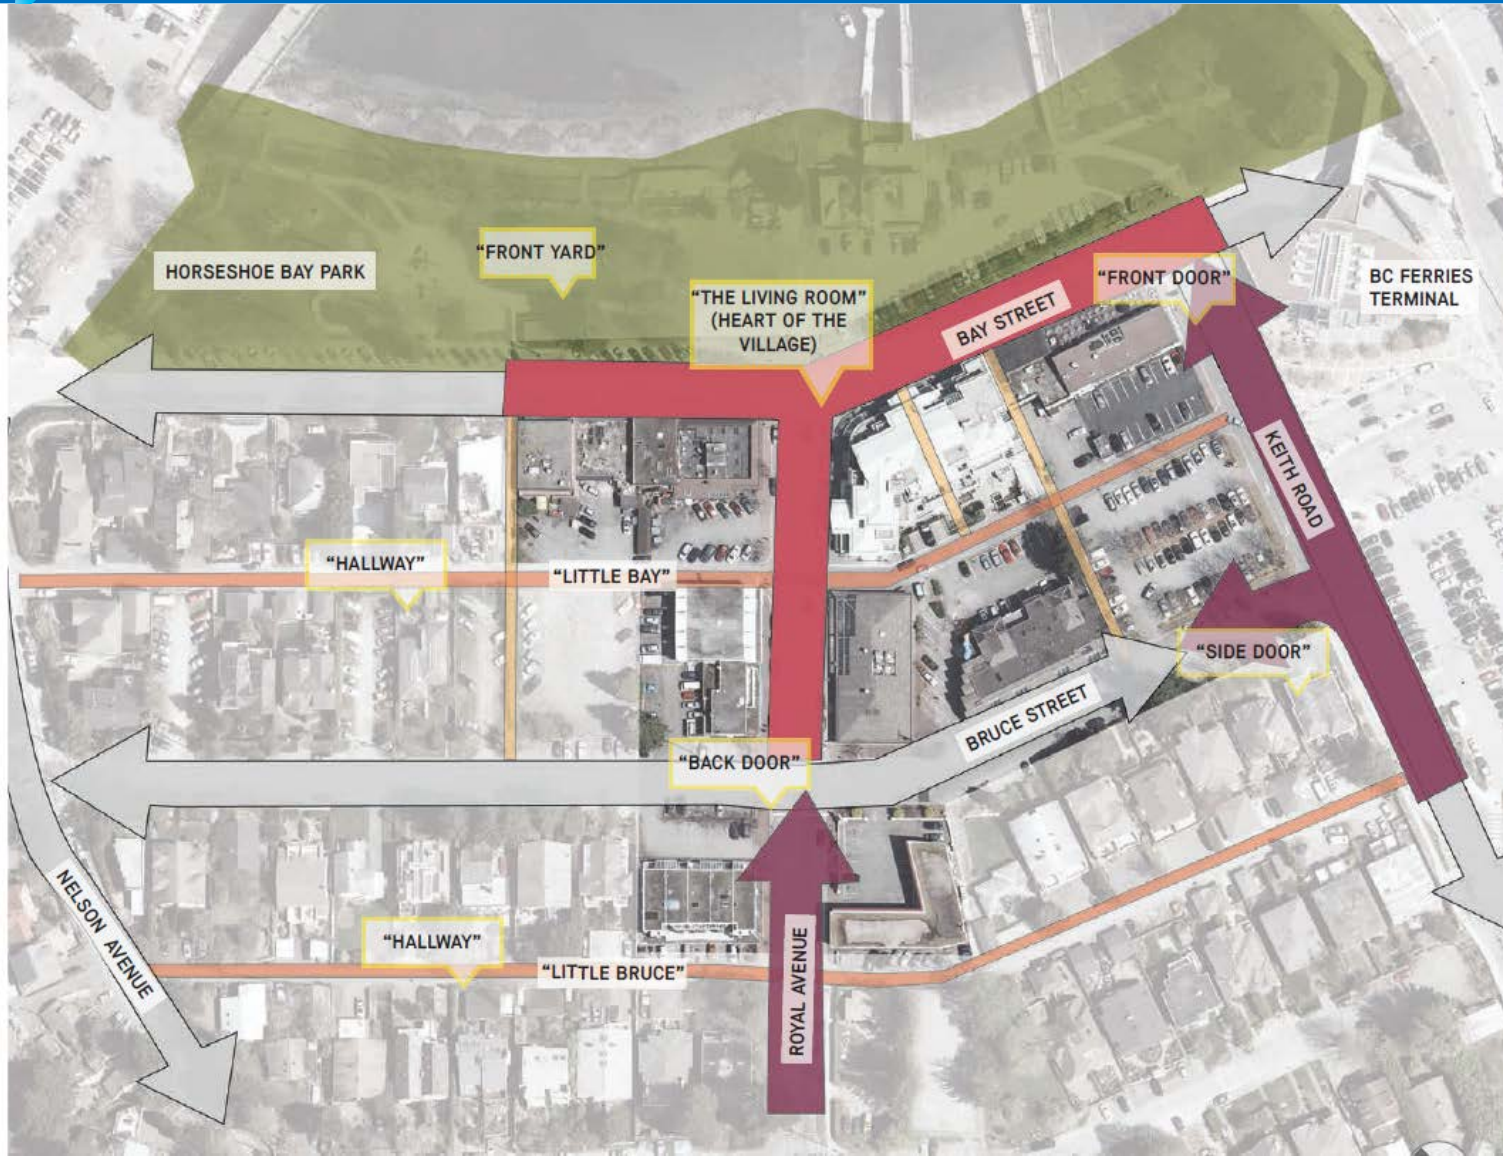 "FRONT YARD"
HORSESHOE BAY PARK
"THE LIVING ROOM"
(HEART OF THE
VILLAGE)
BAY STREET
"FRONT DOOR"
BC FERRIES
TERMINAL
KEITH ROAD
"HALLWAY"
"LITTLE BAY"
"SIDE DOOR"
BRUCE STREET
"BACK DOOR"
NELSON AVENUE
"HALLWAY"
"LITTLE BRUCE"
ROYAL AVENUE